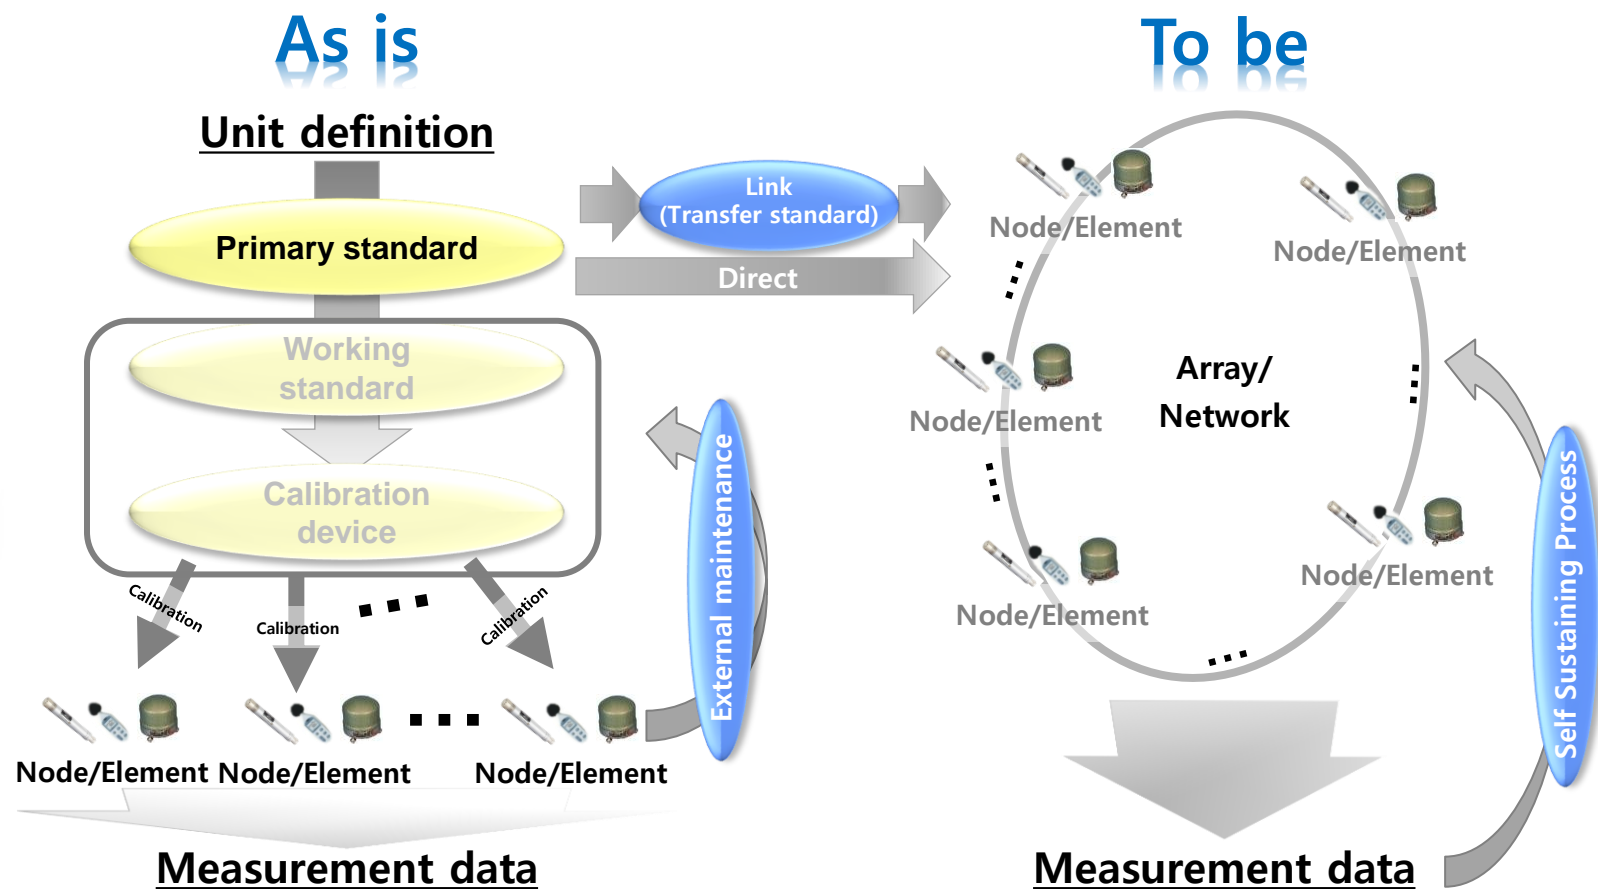 As is
Unit definition
Primary standard
Working
standard
Calibration
device
Calibration
Calibration
Calibration
Node/Element
Node/Element
Node/Element
External maintenance
Measurement data
Link
(Transfer standard)
Direct
To be
Node/Element
Node/Element
Node/Element
Array/
Network
Node/Element
Node/Element
Self Sustaining Process
Measurement data